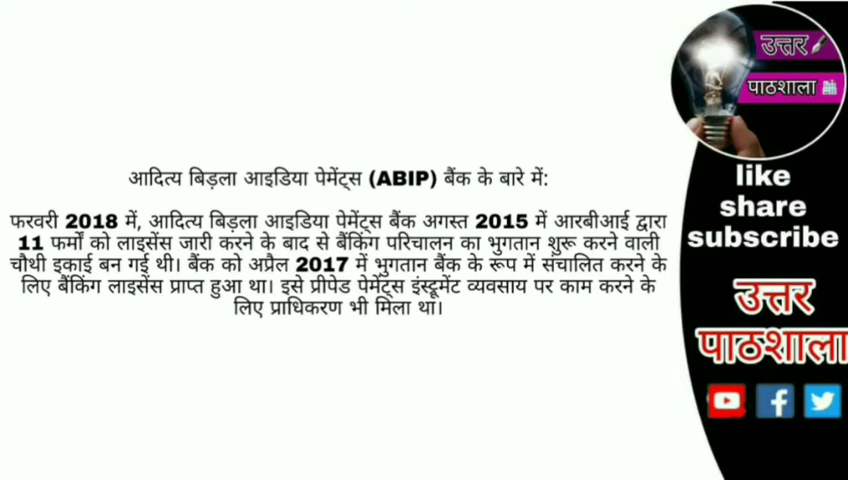 आदित्य बिड़ला आइडिया पेमेंट्स (ABIP) बैंक के बारे में:
फरवरी 2018 में, आदित्य बिड़ला आइडिया पेमेंट्स बैंक अगस्त 2015 में आरबीआई द्वारा
11 फर्मों को लाइसेंस जारी करने के बाद से बैंकिंग परिचालन का भुगतान शुरू करने वाली
चौथी इकाई बन गई थी। बैंक को अप्रैल 2017 में भुगतान बैंक के रूप में संचालित करने के
लिए बैंकिंग लाइसेंस प्राप्त हुआ था। इसे प्रीपेड पेमेंट्स इंस्ट्रूमेंट व्यवसाय पर काम करने के
लिए प्राधिकरण भी मिला था।
उत्तर
पाठशाला
like
share
subscribe
उत्तर
पाठशाला